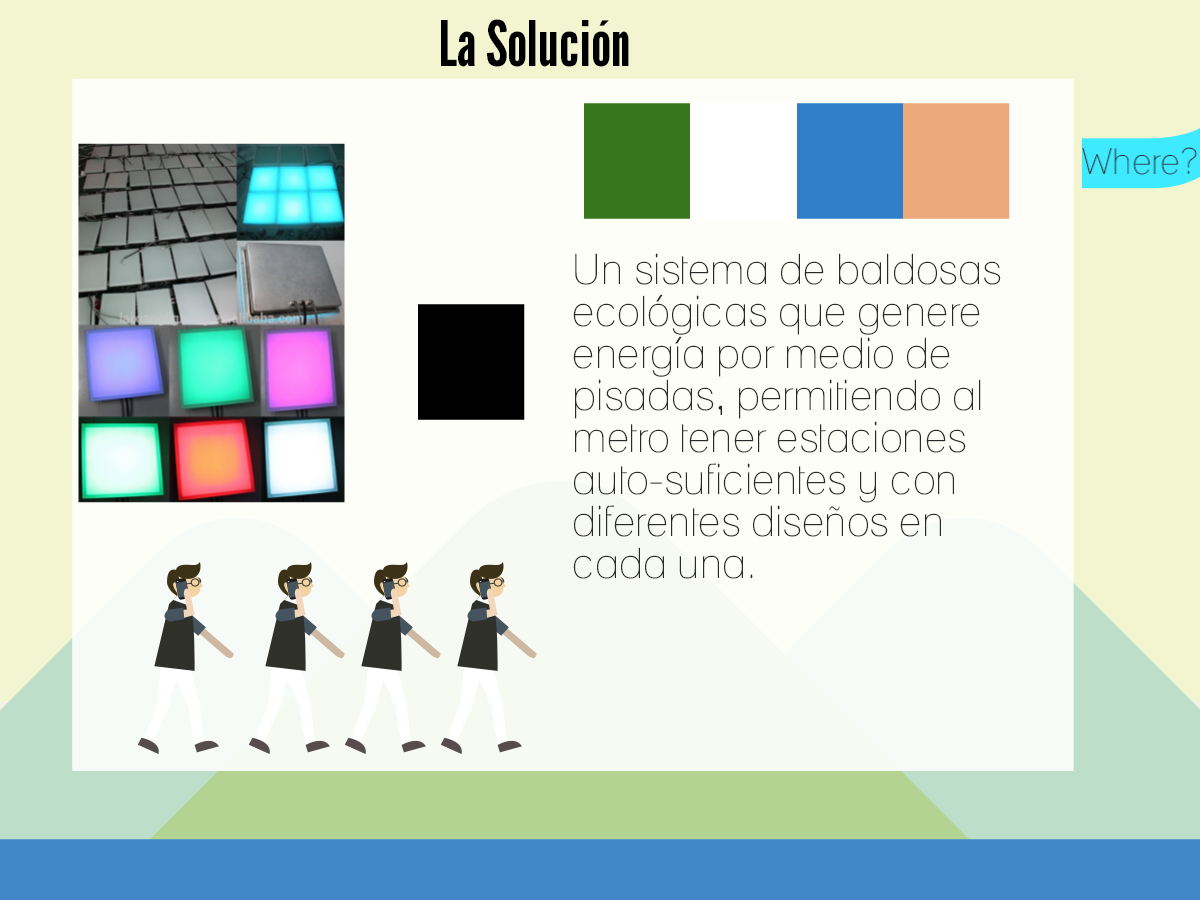 La Solución
Where?
Un sistema de baldosas
ecológicas que genere
energía por medio de
pisadas, permitiendo al
metro tener estaciones
auto-suficientes y con
diferentes diseños en
cada una.